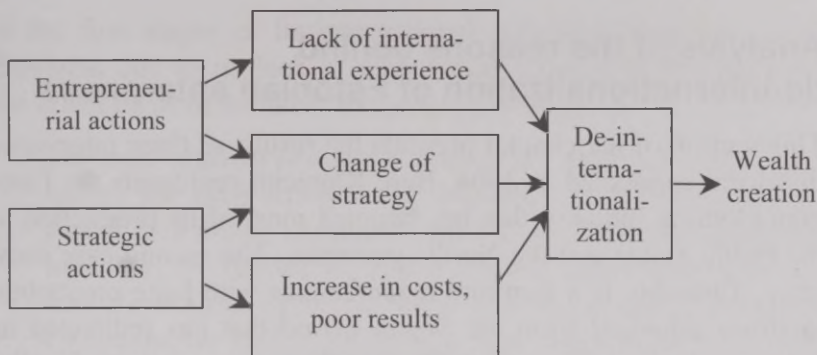 Lack of interna-
tional experience
Entrepreneu-
rial actions
Change of
strategy
De-in-
terna-
tionali-
zation
Wealth
creation
Strategic
actions
Increase in costs,
poor results